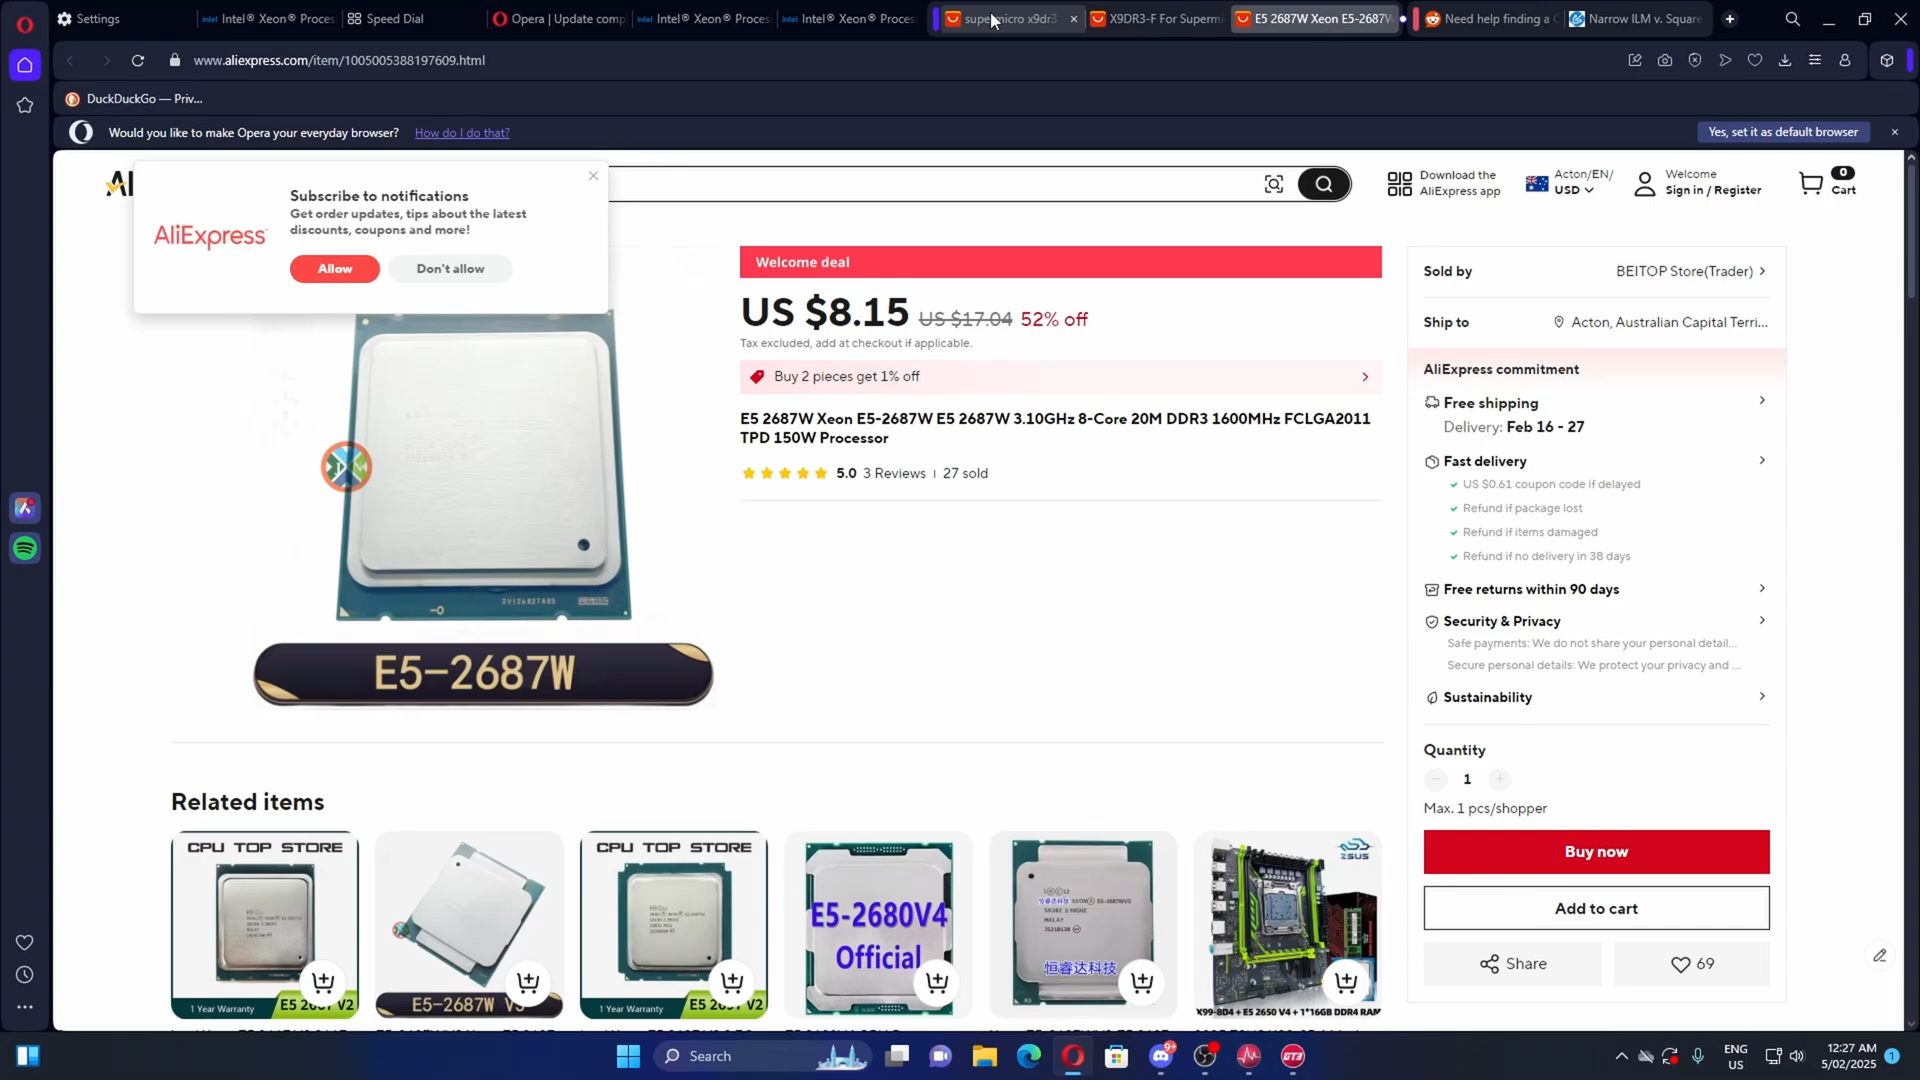 Settings
Intel® Xeon® Proces
Speed Dial
Opera | Update comp
Intel® Xeon® Proces
Intel® Xeon® Proces
supermicro x9dr3
X9DR3-F For Supermi
E5 2687W Xeon E5-2687W
Need help finding a C
Narrow ILM v. Square
www.aliexpress.com/item/1005005388197609.html
DuckDuckGo — Priv...
Would you like to make Opera your everyday browser?
How do I do that?
Yes, set it as default browser
Subscribe to notifications
Get order updates, tips about the latest
discounts, coupons and more!
AliExpress
Allow
Don't allow
Download the
AliExpress app
Acton/EN/
USD
Welcome
Sign in / Register
0
Cart
E5-2687W
Welcome deal
US $8.15 US $17.04 52% off
Tax excluded, add at checkout if applicable.
Buy 2 pieces get 1% off
E5 2687W Xeon E5-2687W E5 2687W 3.10GHz 8-Core 20M DDR3 1600MHz FCLGA2011
TPD 150W Processor
5.0 3 Reviews | 27 sold
Sold by
BEITOP Store(Trader)
Ship to
Acton, Australian Capital Terri...
AliExpress commitment
Free shipping
Delivery: Feb 16 - 27
Fast delivery
US $0.61 coupon code if delayed
Refund if package lost
Refund if items damaged
Refund if no delivery in 38 days
Free returns within 90 days
Security & Privacy
Safe payments: We do not share your personal detail...
Secure personal details: We protect your privacy and ...
Sustainability
Quantity
1
Max. 1 pcs/shopper
Buy now
Add to cart
Share
69
Related items
CPU TOP STORE
1 Year Warranty
E5-2687W V3
CPU TOP STORE
1 Year Warranty
E5-2680V4
Official
恒睿达科技
X99-8D4 + E5 2650 V4 + 1*16GB DDR4 RAM
Search
9+
ENG
US
12:27 AM
5/02/2025
1